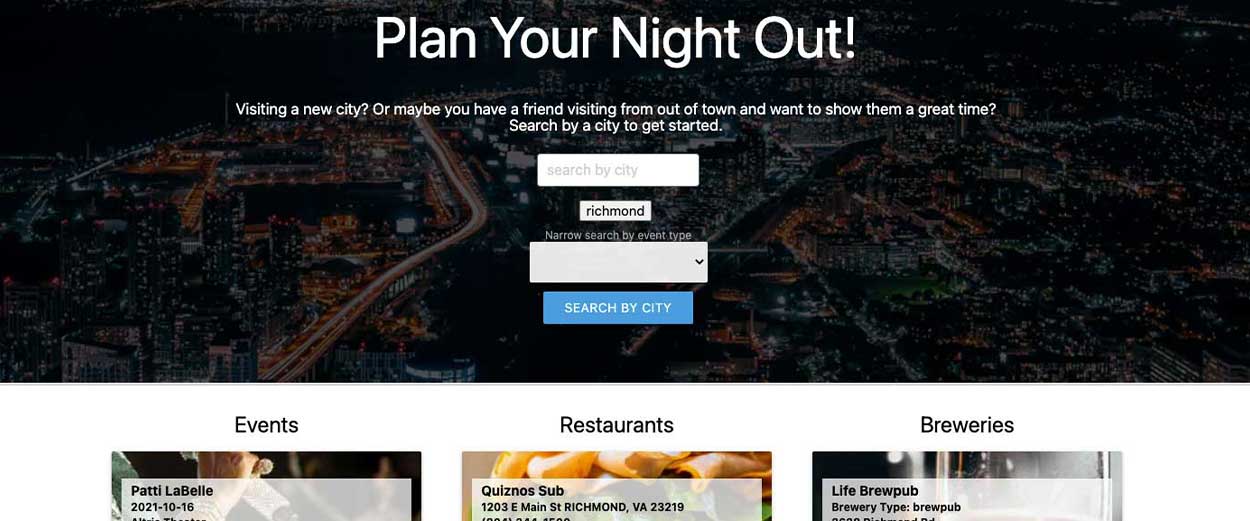 Plan Your Night Out!
Visiting a new city? Or maybe you have a friend visiting from out of town and want to show them a great time?
Search by a city to get started.
search by city
richmond
Narrow search by event type
SEARCH BY CITY
Events
Restaurants
Breweries
Patti LaBelle
2021-10-16
Quiznos Sub
1203 E Main St RICHMOND, VA 23219
Life Brewpub
Brewery Type: brewpub